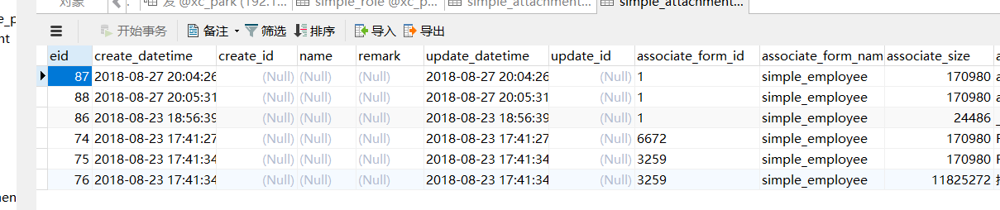 对象 发 @xc_park (192.1... simple_role @xc_p... simple_attachment... simple_attachment...
开始事务 备注 筛选 排序 导入 导出
eid create_datetime create_id name remark update_datetime update_id associate_form_id associate_form_nam associate_size
87 2018-08-27 20:04:26 (Null) (Null) (Null) 2018-08-27 20:04:26 (Null) 1 simple_employee 170980
88 2018-08-27 20:05:31 (Null) (Null) (Null) 2018-08-27 20:05:31 (Null) 1 simple_employee 170980
86 2018-08-23 18:56:39 (Null) (Null) (Null) 2018-08-23 18:56:39 (Null) 1 simple_employee 24486
74 2018-08-23 17:41:27 (Null) (Null) (Null) 2018-08-23 17:41:27 (Null) 6672 simple_employee 170980
75 2018-08-23 17:41:34 (Null) (Null) (Null) 2018-08-23 17:41:34 (Null) 3259 simple_employee 170980
76 2018-08-23 17:41:34 (Null) (Null) (Null) 2018-08-23 17:41:34 (Null) 3259 simple_employee 11825272